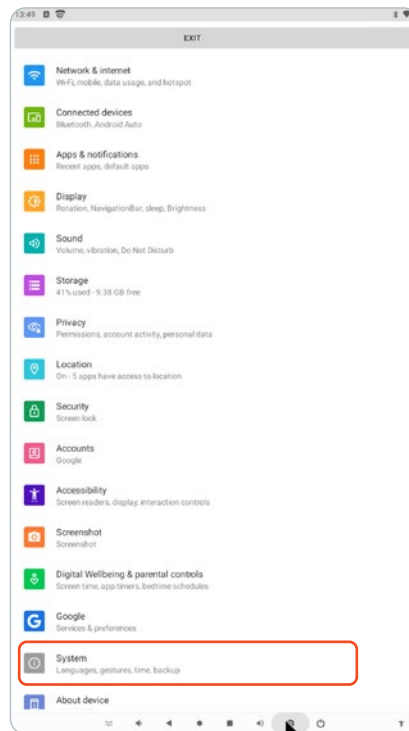 13:49
EXIT
Network & internet
Wi-Fi, mobile, data usage, and hotspot
Connected devices
Bluetooth, Android Auto
Apps & notifications
Recent apps, default apps
Display
Rotation, NavigationBar, sleep, Brightness
Sound
Volume, vibration, Do Not Disturb
Storage
41% used - 9.38 GB free
Privacy
Permissions, account activity, personal data
Location
On - 5 apps have access to location
Security
Screen lock
Accounts
Google
Accessibility
Screen readers, display, interaction controls
Screenshot
Screenshot
Digital Wellbeing & parental controls
Screen time, app timers, bedtime schedules
Google
Services & preferences
System
Languages, gestures, time, backup
About device